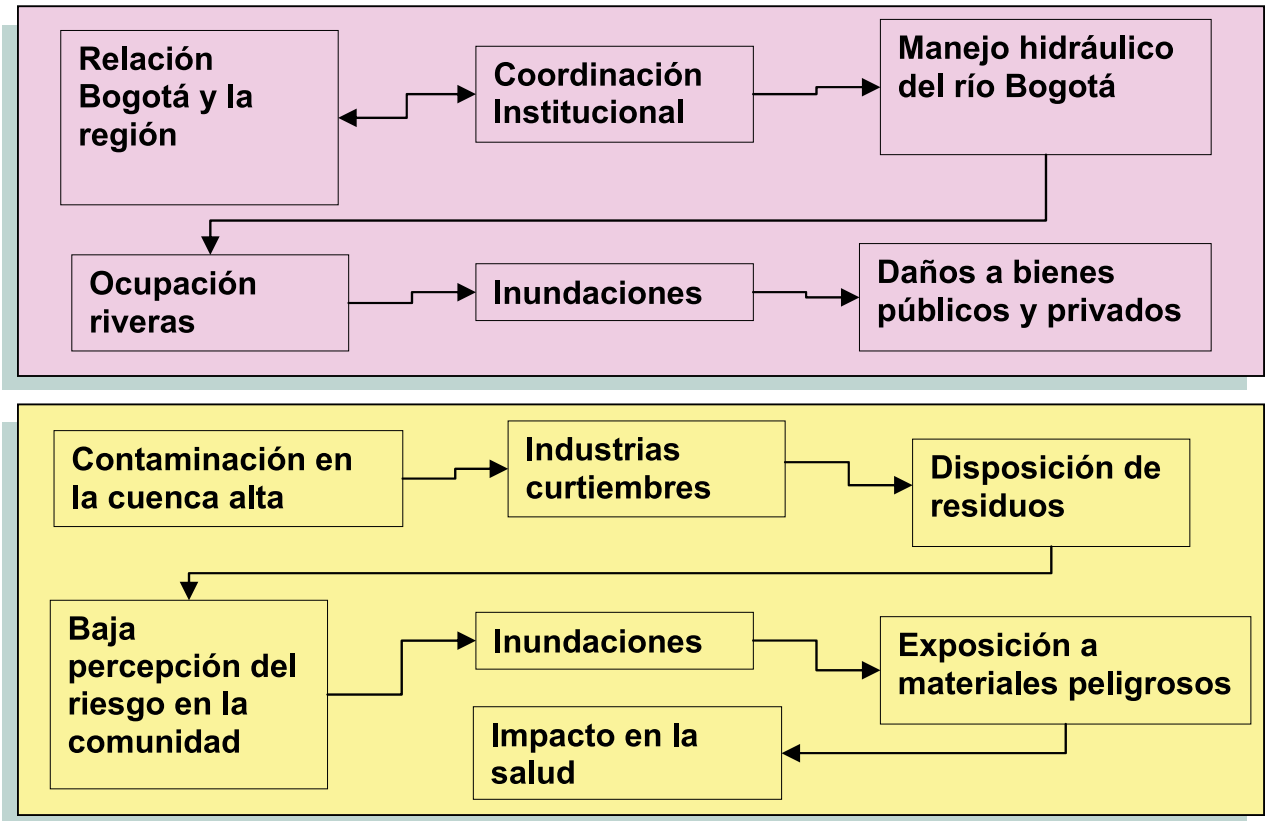 Relación
Bogotá y la
región
Coordinación
Institucional
Manejo hidráulico
del río Bogotá
Ocupación
riveras
Inundaciones
Daños a bienes
públicos y privados
Contaminación en
la cuenca alta
Industrias
curtiembres
Disposición de
residuos
Baja
percepción del
riesgo en la
comunidad
Inundaciones
Exposición a
materiales peligrosos
Impacto en la
salud